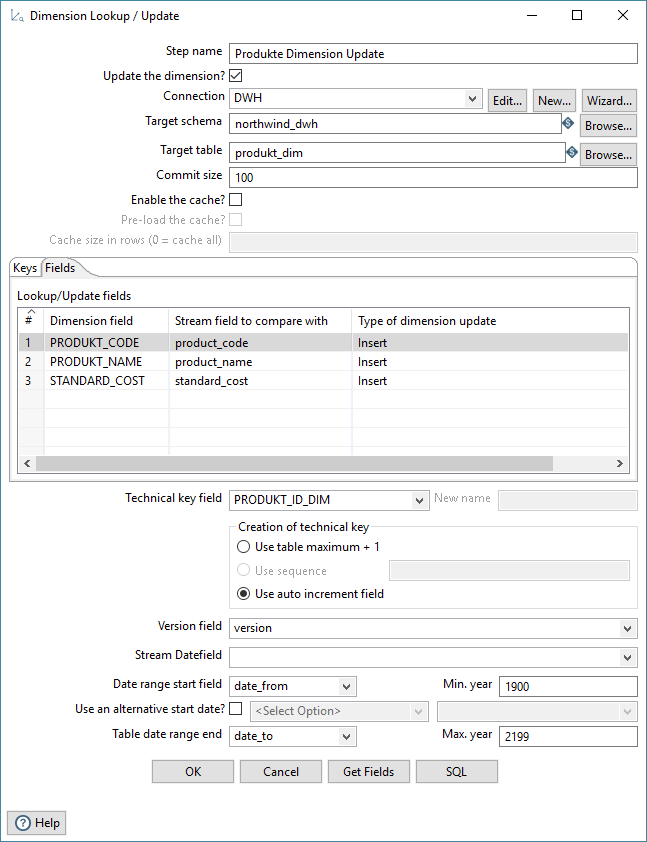 Dimension Lookup / Update
Step name Produkte Dimension Update
Update the dimension?
Connection DWH Edit... New... Wizard...
Target schema northwind_dwh Browse...
Target table produkt_dim Browse...
Commit size 100
Enable the cache?
Pre-load the cache?
Cache size in rows (0 = cache all)
Keys Fields
Lookup/Update fields
# Dimension field Stream field to compare with Type of dimension update
1 PRODUKT_CODE product_code Insert
2 PRODUKT_NAME product_name Insert
3 STANDARD_COST standard_cost Insert
Technical key field PRODUKT_ID_DIM New name
Creation of technical key
Use table maximum + 1
Use sequence
Use auto increment field
Version field version
Stream Datefield
Date range start field date_from Min. year 1900
Use an alternative start date? <Select Option>
Table date range end date_to Max. year 2199
OK Cancel Get Fields SQL
Help